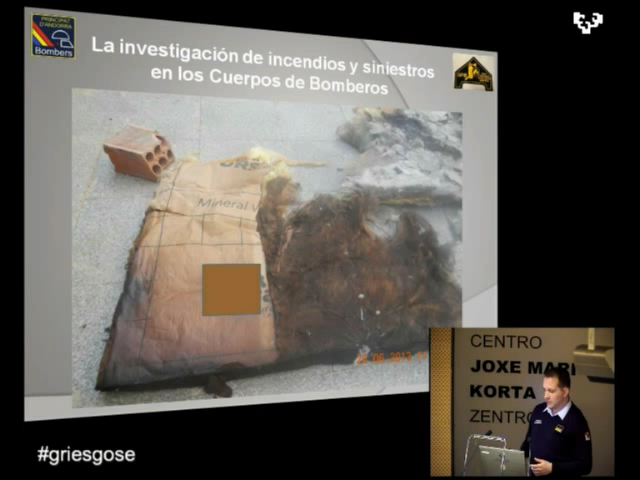 PRINCIPAT
D'ANDORRA
Bombers
La investigación de incendios y siniestros
en los Cuerpos de Bomberos
Mineral
#griesgose
CENTRO
JOXE MARI
KORTA
ZENTRO